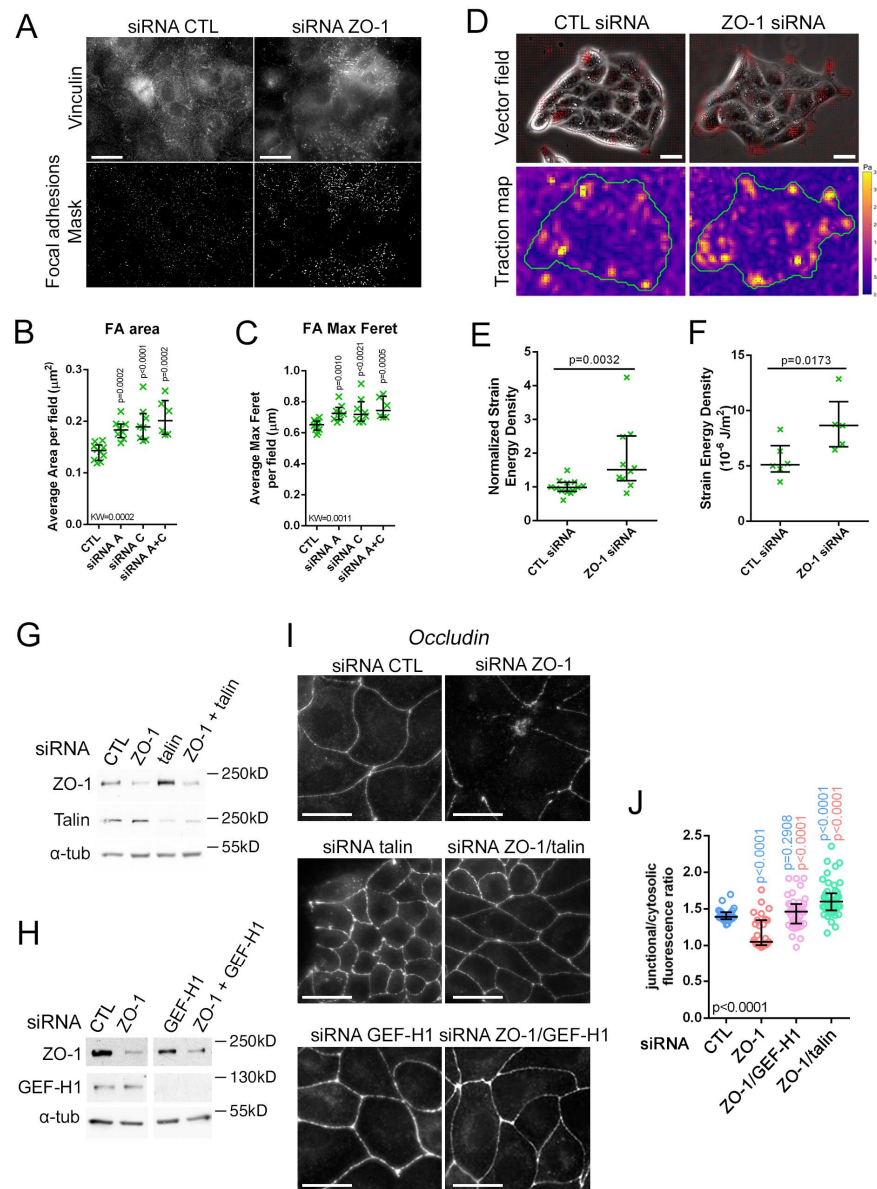 A
siRNA CTL
siRNA ZO-1
Vinculin
Focal adhesions
Mask
D
CTL siRNA
ZO-1 siRNA
Vector field
Traction map
Pa
B
FA area
Average Area per field (μm²)
0.3
0.2
0.1
0.0
p=0.0002
p<0.0001
p=0.0002
KW=0.0002
CTL
siRNA A
siRNA C
siRNA A+C
C
FA Max Feret
Average Max Feret
per field (μm)
1.0
0.8
0.6
0.4
0.2
0.0
p=0.0010
p<0.0021
p=0.0005
KW=0.0011
CTL
siRNA A
siRNA C
siRNA A+C
E
p=0.0032
Normalized Strain
Energy Density
5
4
3
2
1
0
CTL siRNA
ZO-1 siRNA
F
p=0.0173
Strain Energy Density
(10⁻⁶ J/m²)
15
10
5
0
CTL siRNA
ZO-1 siRNA
G
siRNA
CTL
ZO-1
talin
ZO-1 + talin
ZO-1
250kD
Talin
250kD
α-tub
55kD
H
siRNA
CTL
ZO-1
GEF-H1
ZO-1 + GEF-H1
ZO-1
250kD
GEF-H1
130kD
α-tub
55kD
I
Occludin
siRNA CTL
siRNA ZO-1
siRNA talin
siRNA ZO-1/talin
siRNA GEF-H1
siRNA ZO-1/GEF-H1
J
junctional/cytosolic
fluorescence ratio
2.5
2.0
1.5
1.0
0.5
0.0
p<0.0001
p=0.2908
p<0.0001
p<0.0001
p<0.0001
p<0.0001
siRNA
CTL
ZO-1
ZO-1/GEF-H1
ZO-1/talin